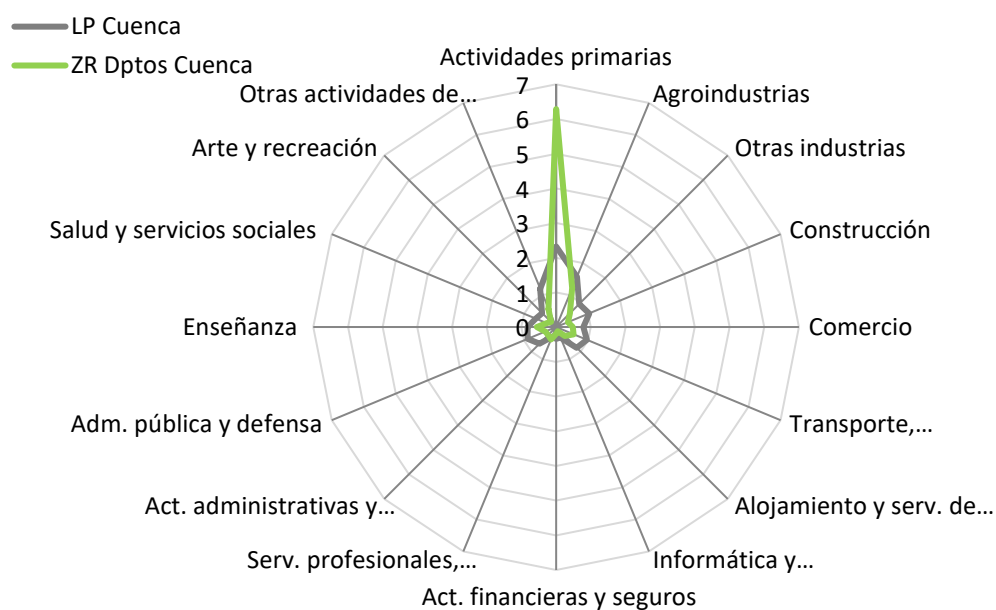 LP Cuenca
ZR Dptos Cuenca
Actividades primarias
Agroindustrias
Otras industrias
Construcción
Comercio
Transporte,...
Alojamiento y serv. de...
Informática y...
Act. financieras y seguros
Serv. profesionales,...
Act. administrativas y...
Adm. pública y defensa
Enseñanza
Salud y servicios sociales
Arte y recreación
Otras actividades de...
7
6
5
4
3
2
1
0